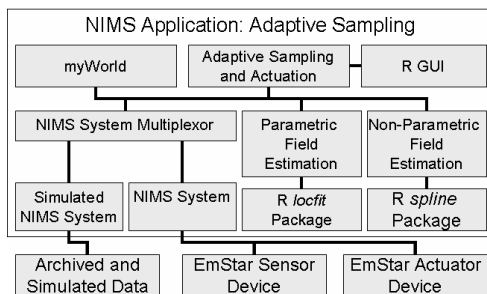 NIMS Application: Adaptive Sampling
myWorld
Adaptive Sampling
and Actuation
R GUI
NIMS System Multiplexor
Parametric
Field
Estimation
Non-Parametric
Field
Estimation
Simulated
NIMS System
NIMS System
R locfit
Package
R spline
Package
Archived and
Simulated Data
EmStar Sensor
Device
EmStar Actuator
Device